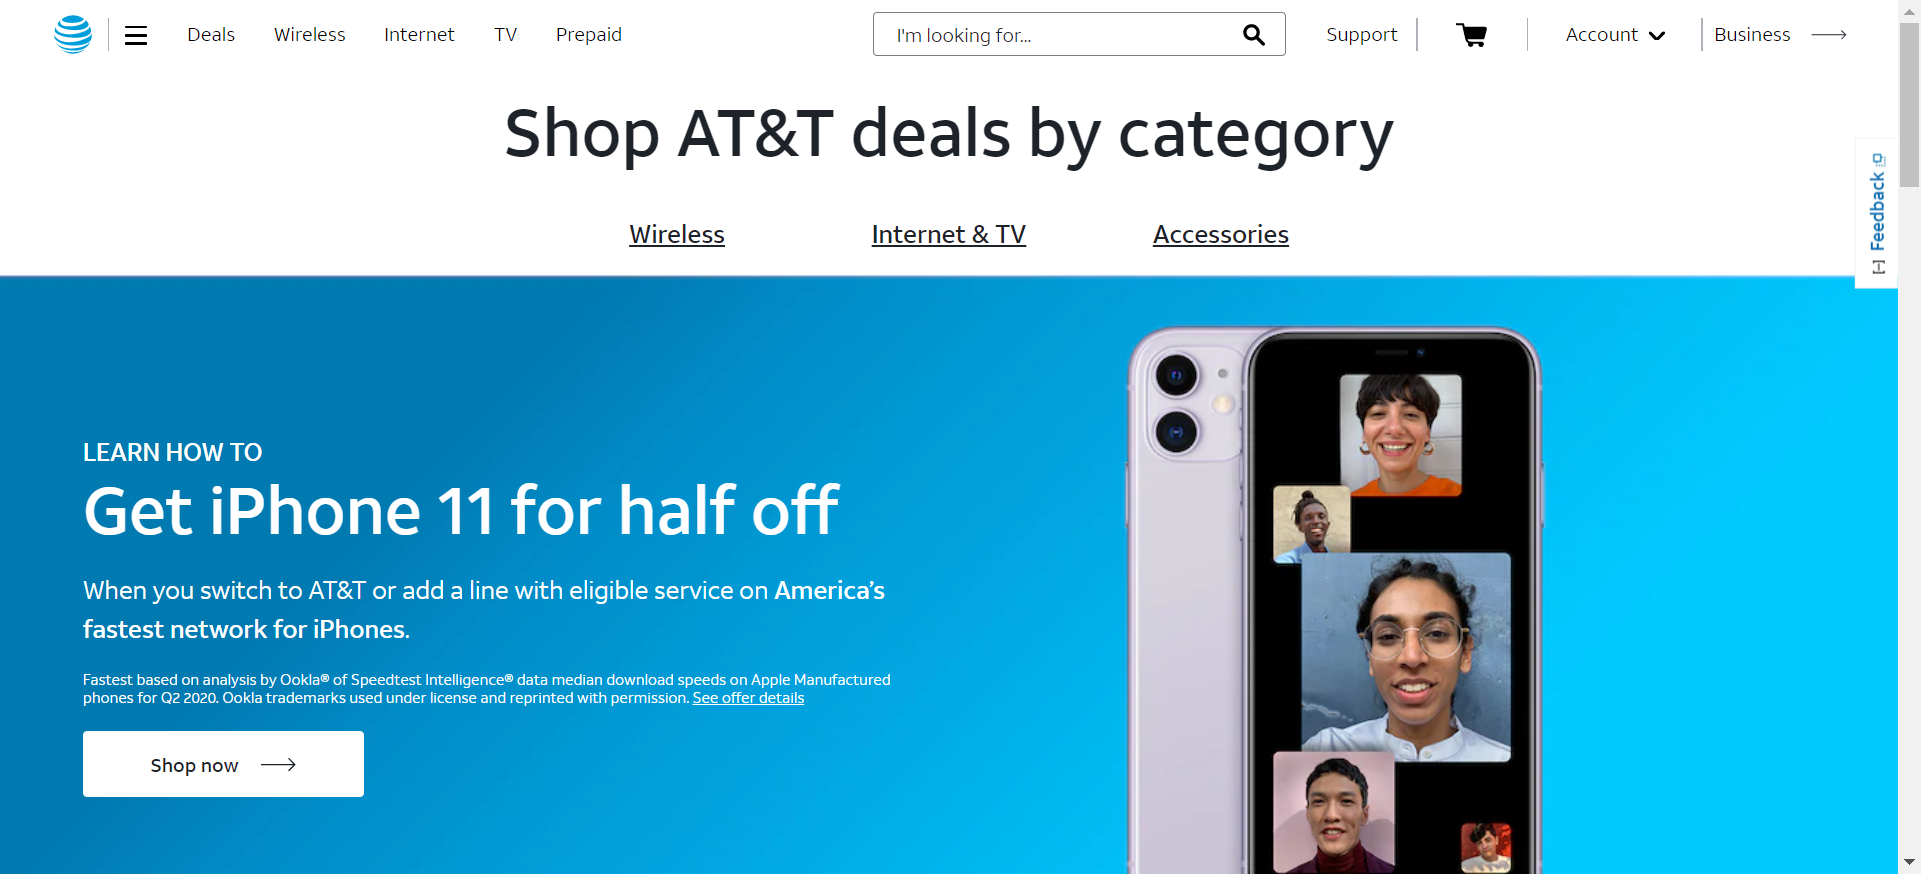 Deals Wireless Internet TV Prepaid I'm looking for... Support Account Business
Shop AT&T deals by category
Wireless Internet & TV Accessories
[-] Feedback
LEARN HOW TO
Get iPhone 11 for half off
When you switch to AT&T or add a line with eligible service on America’s
fastest network for iPhones.
Fastest based on analysis by Ookla® of Speedtest Intelligence® data median download speeds on Apple Manufactured
phones for Q2 2020. Ookla trademarks used under license and reprinted with permission. See offer details
Shop now